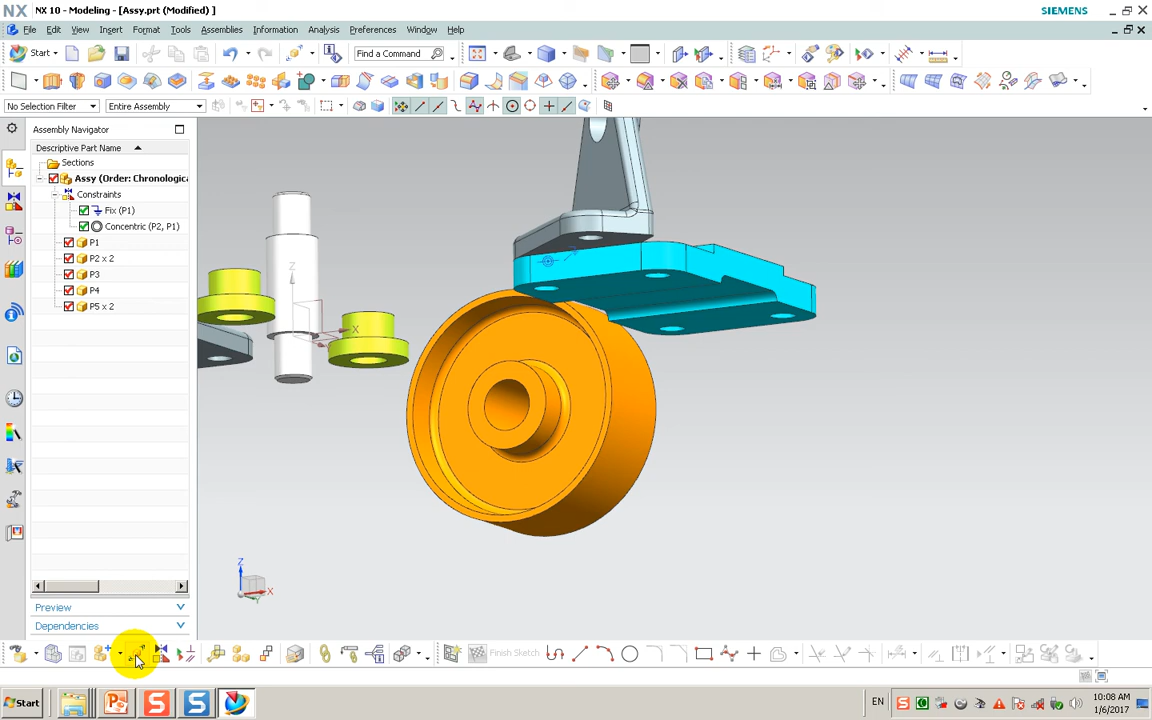 NX NX 10 - Modeling - [Assy.prt (Modified) ] SIEMENS
File Edit View Insert Format Tools Assemblies Information Analysis Preferences Window Help
Start Find a Command
No Selection Filter Entire Assembly
Assembly Navigator
Descriptive Part Name
Sections
Assy (Order: Chronologica
Constraints
Fix (P1)
Concentric (P2, P1)
P1
P2 x 2
P3
P4
P5 x 2
Z
X
Z
X
Preview
Dependencies
Finish Sketch
Start EN 10:08 AM
1/6/2017